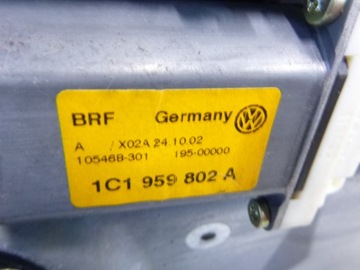 BRF Germany
A / X02A 24.10.02
105468-301 195-00000
1C1 959 802 A